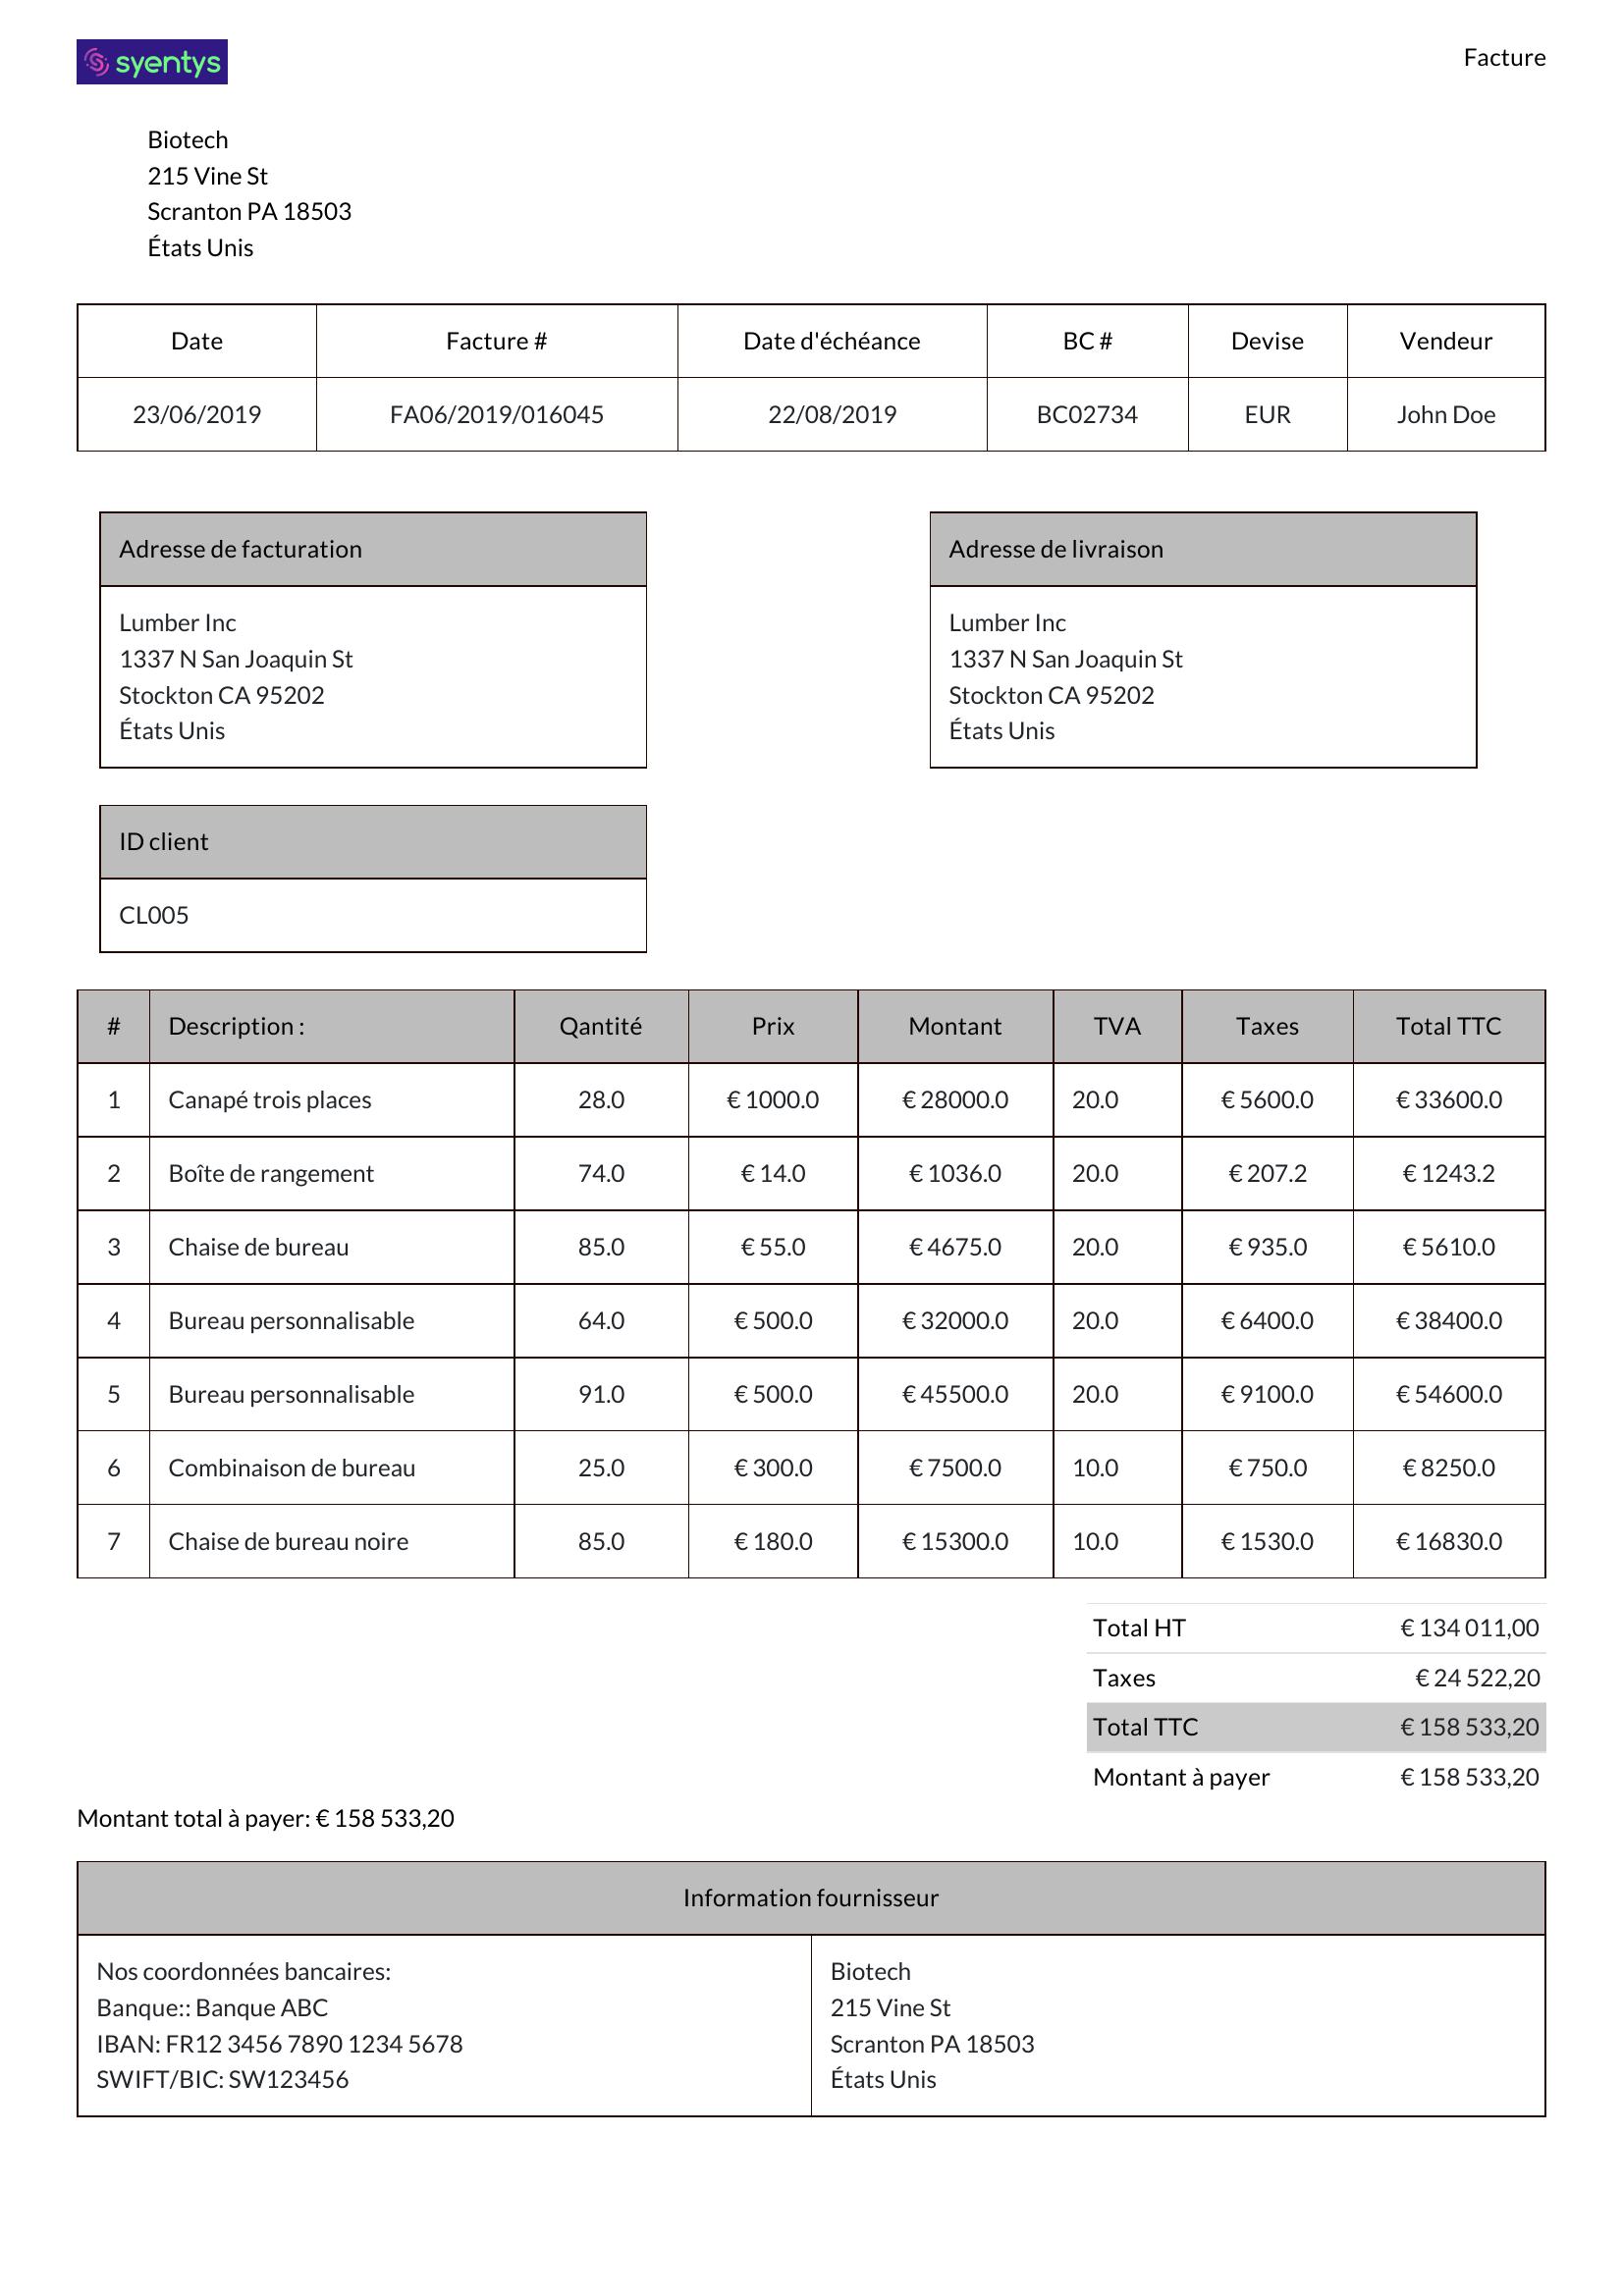 syentys
Facture
Biotech
215 Vine St
Scranton PA 18503
États Unis
Date Facture # Date d'échéance BC # Devise Vendeur
23/06/2019 FA06/2019/016045 22/08/2019 BC02734 EUR John Doe
Adresse de facturation
Lumber Inc
1337 N San Joaquin St
Stockton CA 95202
États Unis
Adresse de livraison
Lumber Inc
1337 N San Joaquin St
Stockton CA 95202
États Unis
ID client
CL005
# Description : Qantité Prix Montant TVA Taxes Total TTC
1 Canapé trois places 28.0 € 1000.0 € 28000.0 20.0 € 5600.0 € 33600.0
2 Boîte de rangement 74.0 € 14.0 € 1036.0 20.0 € 207.2 € 1243.2
3 Chaise de bureau 85.0 € 55.0 € 4675.0 20.0 € 935.0 € 5610.0
4 Bureau personnalisable 64.0 € 500.0 € 32000.0 20.0 € 6400.0 € 38400.0
5 Bureau personnalisable 91.0 € 500.0 € 45500.0 20.0 € 9100.0 € 54600.0
6 Combinaison de bureau 25.0 € 300.0 € 7500.0 10.0 € 750.0 € 8250.0
7 Chaise de bureau noire 85.0 € 180.0 € 15300.0 10.0 € 1530.0 € 16830.0
Total HT € 134 011,00
Taxes € 24 522,20
Total TTC € 158 533,20
Montant à payer € 158 533,20
Montant total à payer: € 158 533,20
Information fournisseur
Nos coordonnées bancaires:
Banque:: Banque ABC
IBAN: FR12 3456 7890 1234 5678
SWIFT/BIC: SW123456
Biotech
215 Vine St
Scranton PA 18503
États Unis